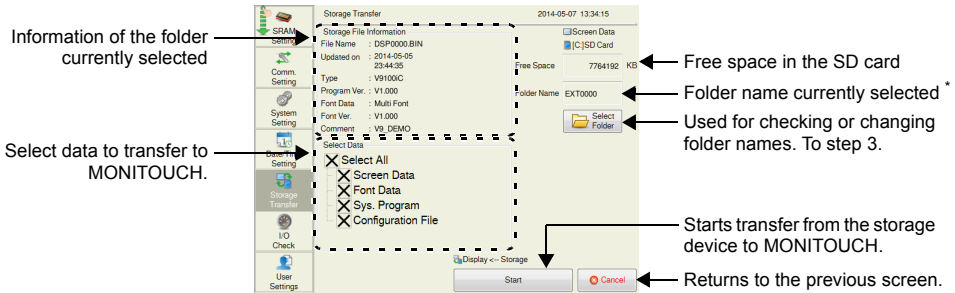 Information of the folder
currently selected
Select data to transfer to
MONITOUCH.
SRAM
Setting
Comm.
Setting
System
Setting
Date/Time
Setting
Storage
Transfer
I/O
Check
User
Settings
Storage Transfer
2014-05-07 13:34:15
Storage File Information
File Name : DSP0000.BIN
Updated on : 2014-05-05
23:44:35
Type : V9100iC
Program Ver. : V1.000
Font Data : Multi Font
Font Ver. : V1.000
Comment : V9_DEMO
Screen Data
[C:]SD Card
Free Space 7764192 KB
Folder Name EXT0000
Select
Folder
Select Data
Select All
Screen Data
Font Data
Sys. Program
Configuration File
Display <-- Storage
Start
Cancel
Free space in the SD card
Folder name currently selected *
Used for checking or changing
folder names. To step 3.
Starts transfer from the storage
device to MONITOUCH.
Returns to the previous screen.